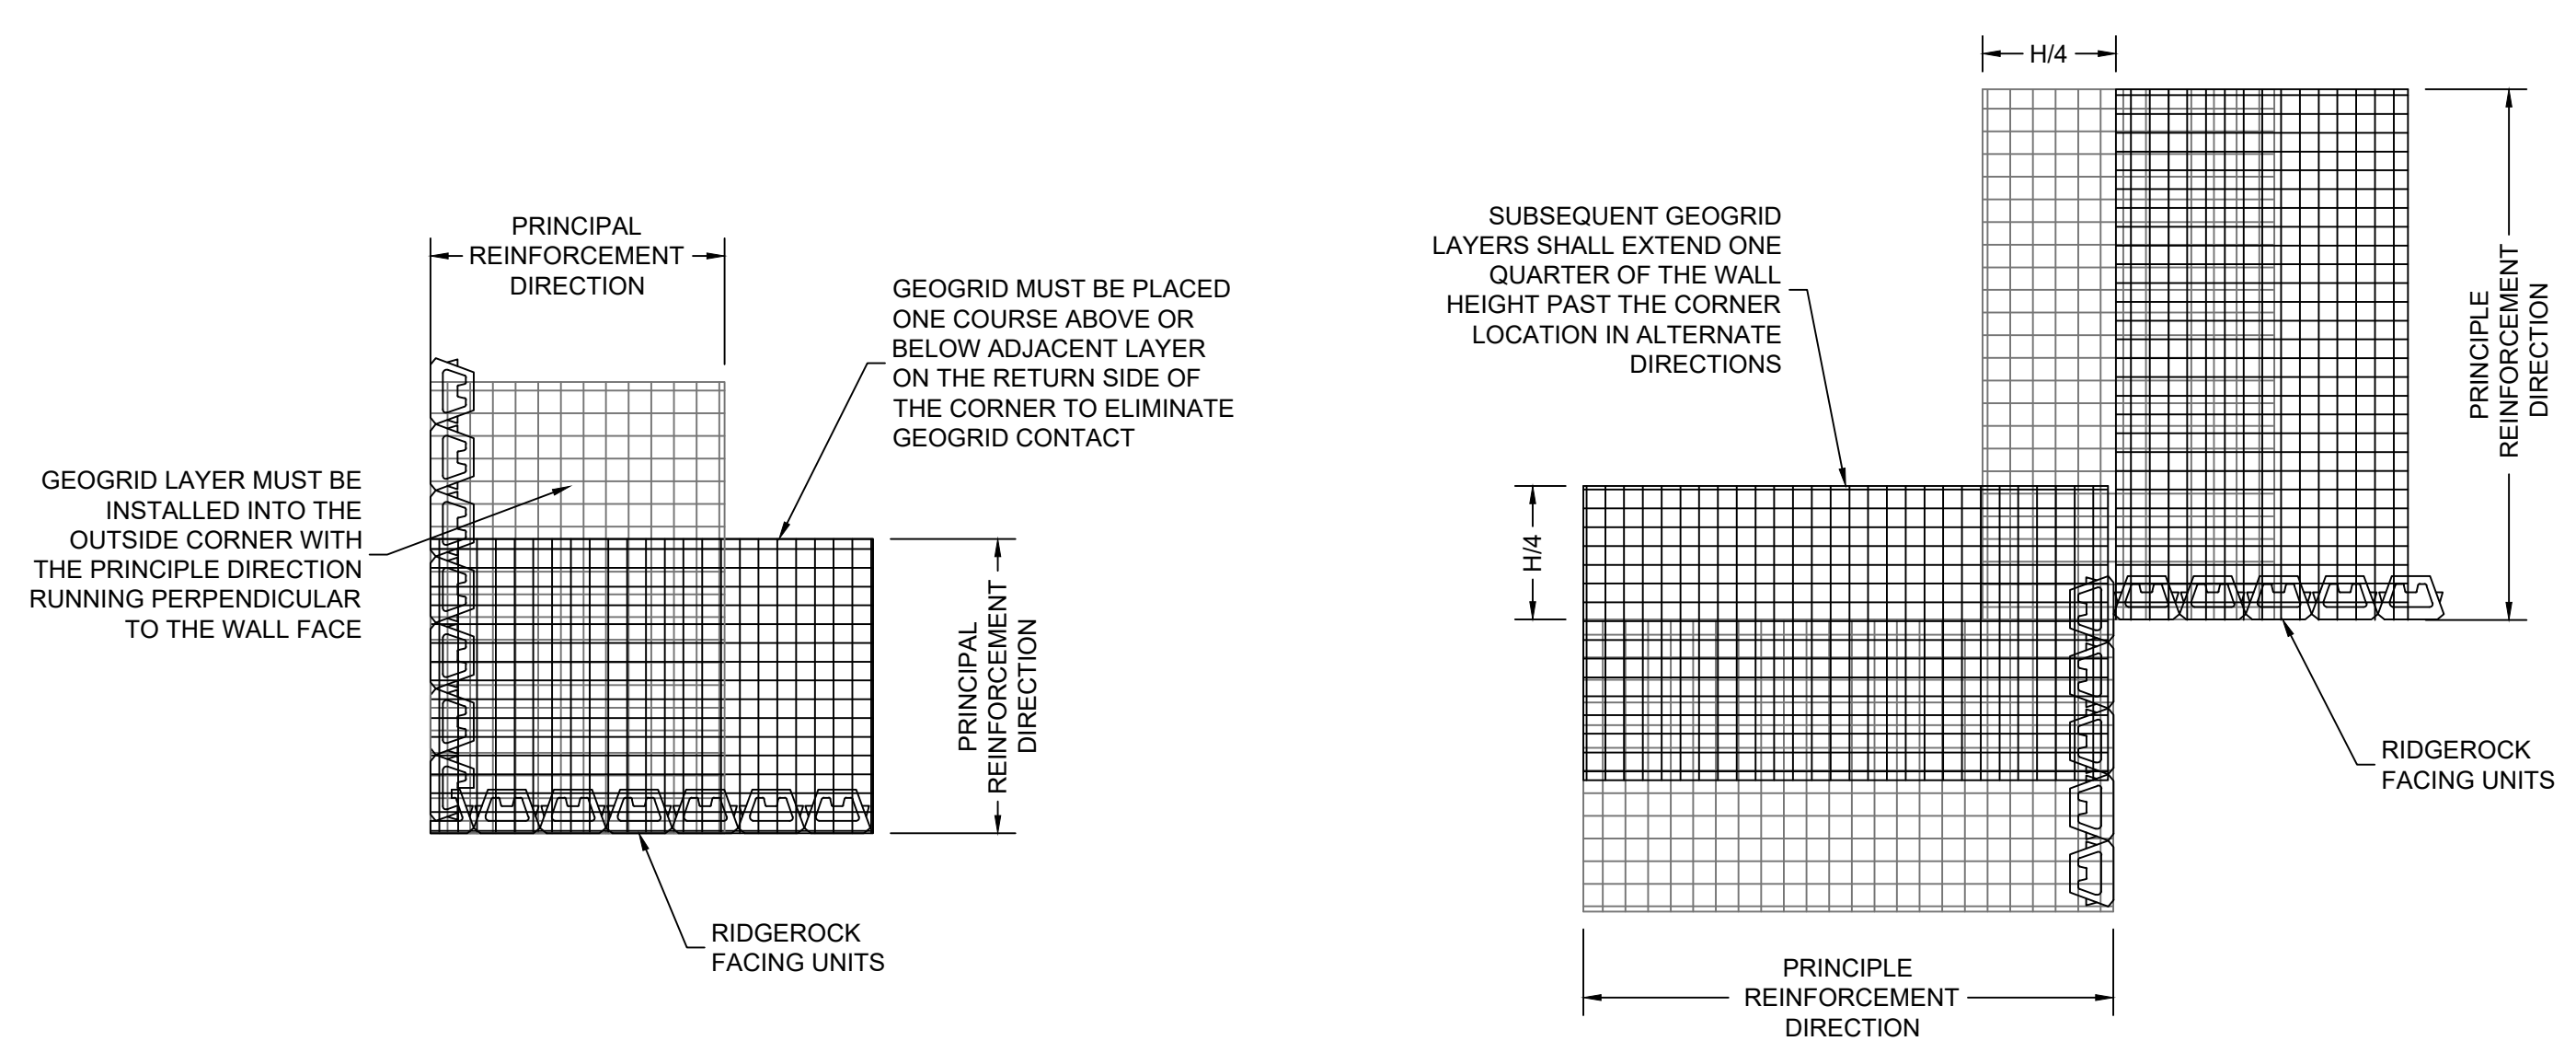 PRINCIPAL
REINFORCEMENT
DIRECTION
GEOGRID MUST BE PLACED
ONE COURSE ABOVE OR
BELOW ADJACENT LAYER
ON THE RETURN SIDE OF
THE CORNER TO ELIMINATE
GEOGRID CONTACT
GEOGRID LAYER MUST BE
INSTALLED INTO THE
OUTSIDE CORNER WITH
THE PRINCIPLE DIRECTION
RUNNING PERPENDICULAR
TO THE WALL FACE
PRINCIPAL
REINFORCEMENT
DIRECTION
RIDGEROCK
FACING UNITS
H/4
SUBSEQUENT GEOGRID
LAYERS SHALL EXTEND ONE
QUARTER OF THE WALL
HEIGHT PAST THE CORNER
LOCATION IN ALTERNATE
DIRECTIONS
PRINCIPLE
REINFORCEMENT
DIRECTION
H/4
RIDGEROCK
FACING UNITS
PRINCIPLE
REINFORCEMENT
DIRECTION